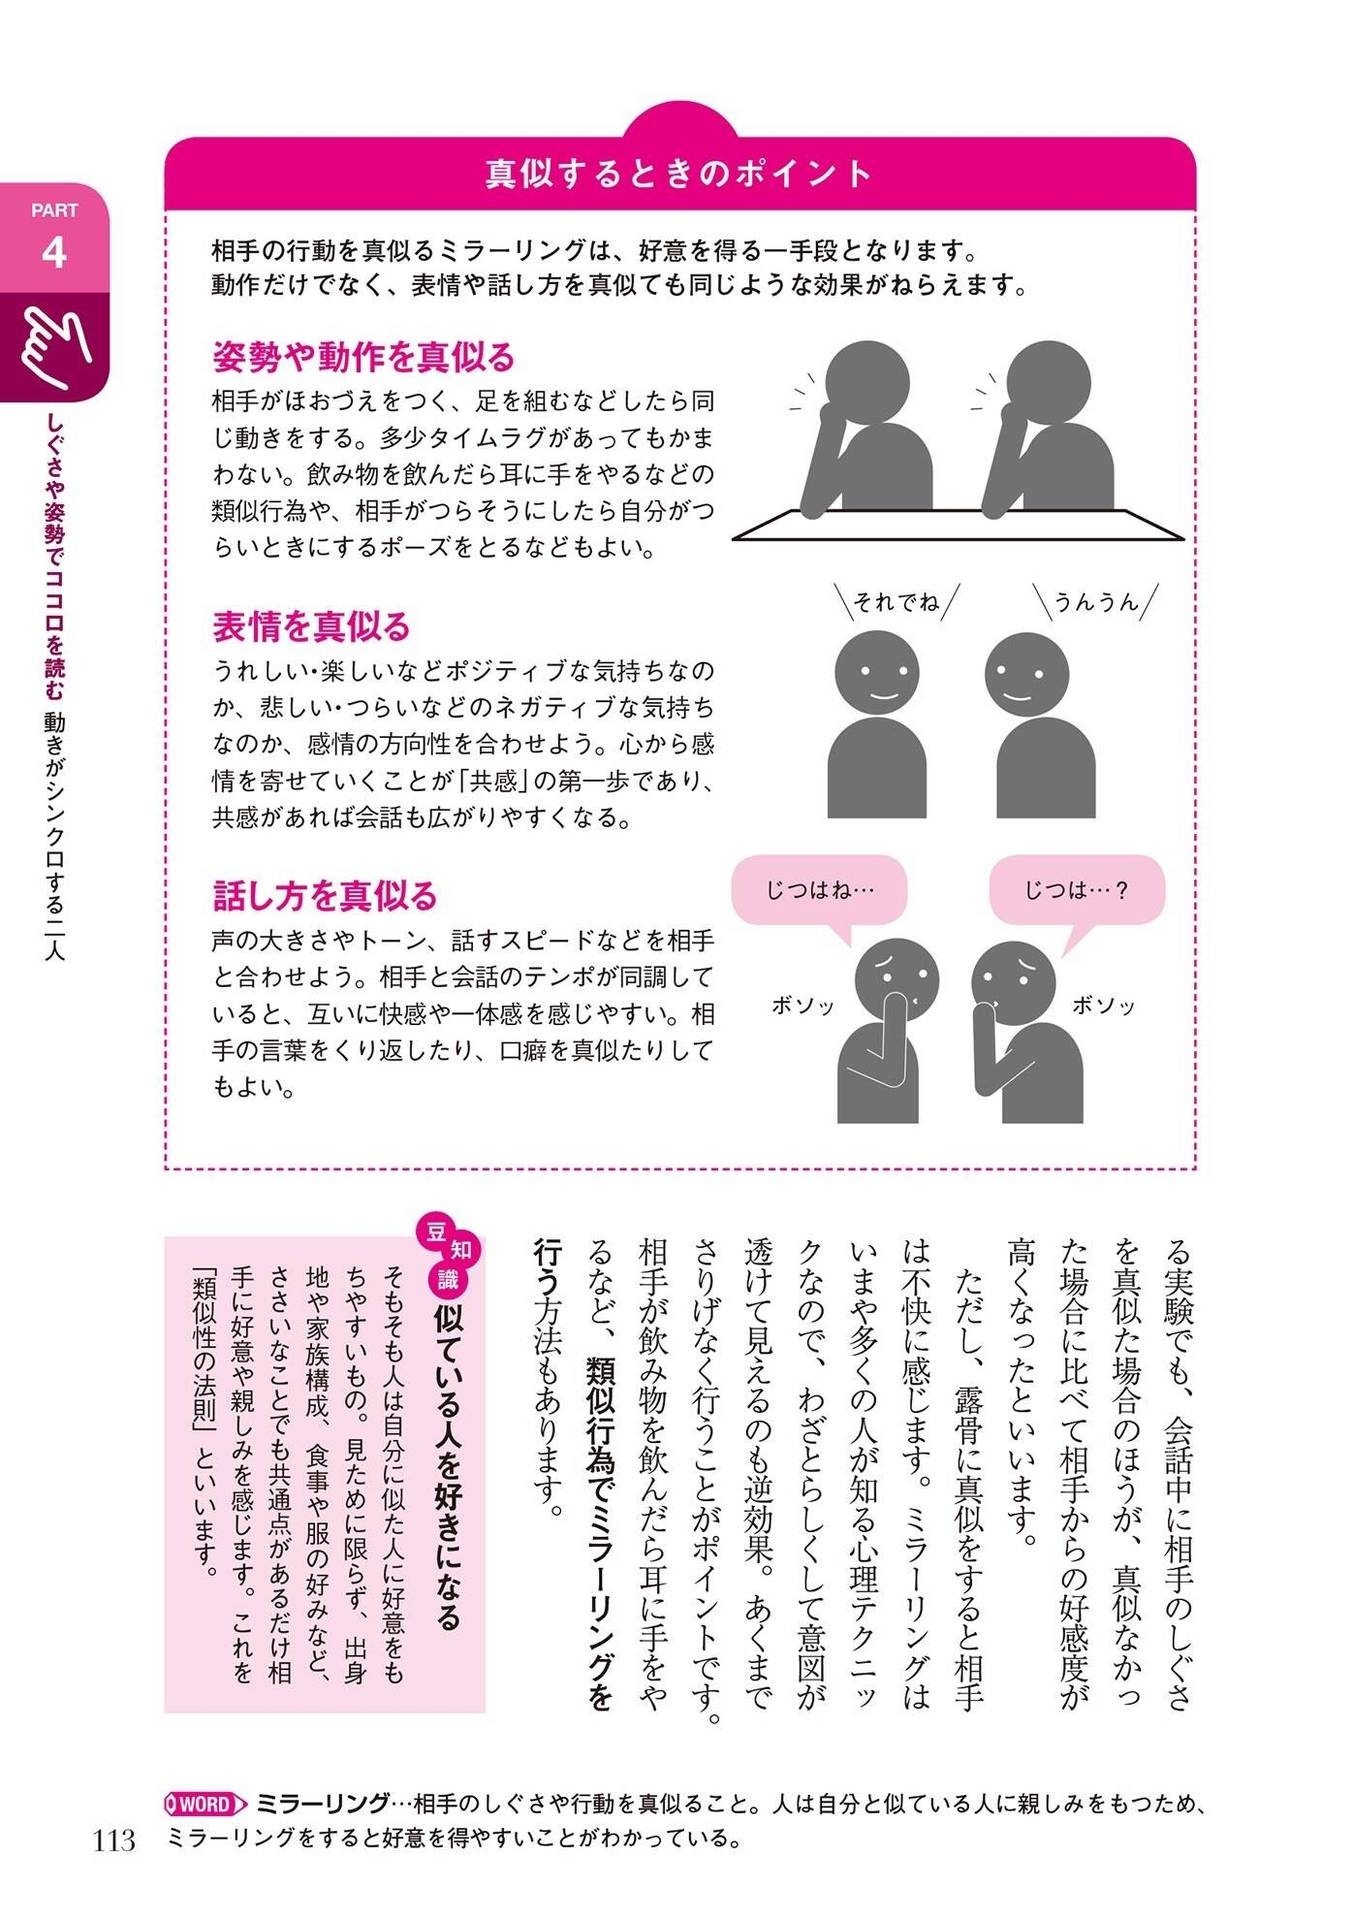 真似するときのポイント
PART
4
しぐさや姿勢でココロを読む 動きがシンクロする二人
相手の行動を真似るミラーリングは、好意を得る一手段となります。
動作だけでなく、表情や話し方を真似ても同じような効果がねらえます。
姿勢や動作を真似る
相手がほおづえをつく、足を組むなどしたら同
じ動きをする。多少タイムラグがあってもかま
わない。飲み物を飲んだら耳に手をやるなどの
類似行為や、相手がつらそうにしたら自分がつ
らいときにするポーズをとるなどもよい。
表情を真似る
うれしい・楽しいなどポジティブな気持ちなの
か、悲しい・つらいなどのネガティブな気持ち
なのか、感情の方向性を合わせよう。心から感
情を寄せていくことが「共感」の第一歩であり、
共感があれば会話も広がりやすくなる。
それでね
うんうん
話し方を真似る
声の大きさやトーン、話すスピードなどを相手
と合わせよう。相手と会話のテンポが同調して
いると、互いに快感や一体感を感じやすい。相
手の言葉をくり返したり、口癖を真似たりして
もよい。
じつはね…
じつは…？
ボソッ
ボソッ
る実験でも、会話中に相手のしぐさ
を真似た場合のほうが、真似なかっ
た場合に比べて相手からの好感度が
高くなったといいます。
ただし、露骨に真似をすると相手
は不快に感じます。ミラーリングは
いまや多くの人が知る心理テクニッ
クなので、わざとらしくして意図が
透けて見えるのも逆効果。あくまで
さりげなく行うことがポイントです。
相手が飲み物を飲んだら耳に手をや
るなど、類似行為でミラーリングを
行う方法もあります。
豆知識
似ている人を好きになる
そもそも人は自分に似た人に好意をも
ちやすいもの。見ために限らず、出身
地や家族構成、食事や服の好みなど、
ささいなことでも共通点があるだけ相
手に好意や親しみを感じます。これを
「類似性の法則」といいます。
WORD ミラーリング…相手のしぐさや行動を真似ること。人は自分と似ている人に親しみをもつため、
ミラーリングをすると好意を得やすいことがわかっている。
113